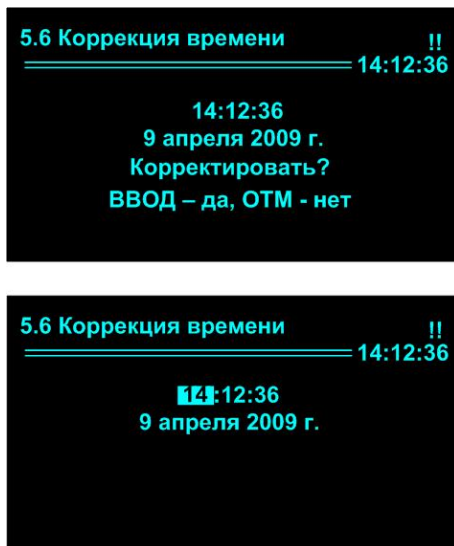 5.6 Коррекция времени
!!
14:12:36
14:12:36
9 апреля 2009 г.
Корректировать?
ВВОД – да, ОТМ - нет
5.6 Коррекция времени
!!
14:12:36
14:12:36
9 апреля 2009 г.